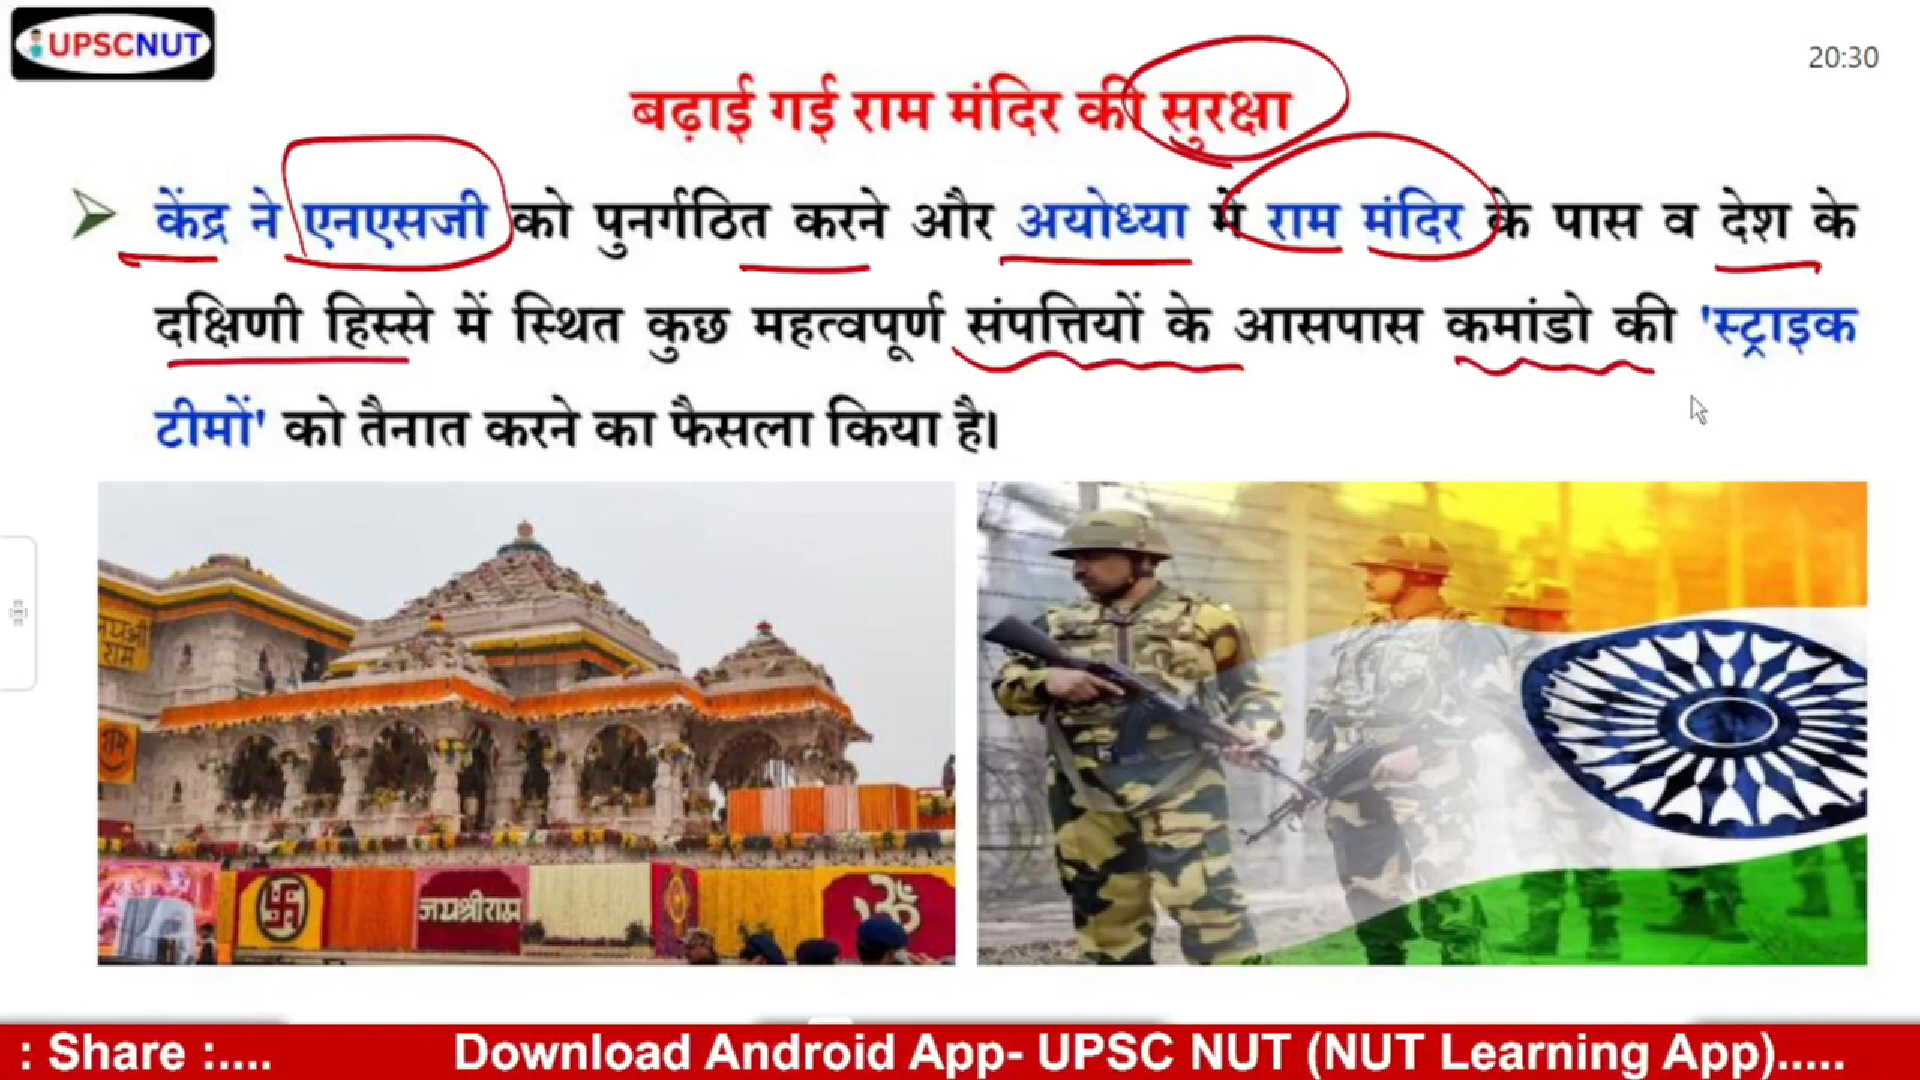 UPSCNUT
20:30
बढ़ाई गई राम मंदिर की सुरक्षा
केंद्र ने एनएसजी को पुनर्गठित करने और अयोध्या में राम मंदिर के पास व देश के
दक्षिणी हिस्से में स्थित कुछ महत्वपूर्ण संपत्तियों के आसपास कमांडो की 'स्ट्राइक
टीमों' को तैनात करने का फैसला किया है।
राम
राम
जयश्रीराम
ॐ
: Share :.... Download Android App- UPSC NUT (NUT Learning App).....